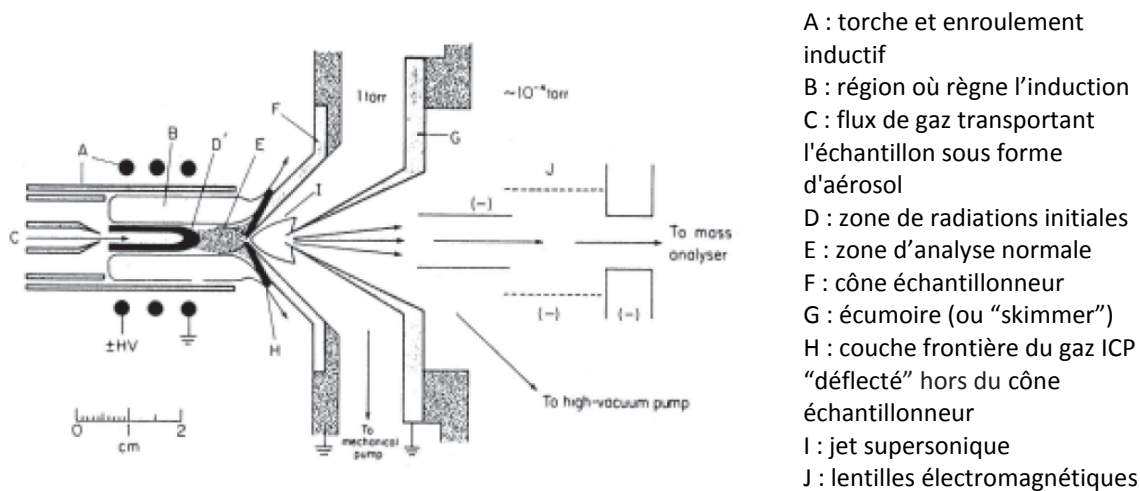 A
B
D'
E
F
I
1 torr
~10⁻⁴torr
G
J
(-)
C
To mass
analyser
(-)
(-)
±HV
H
To high-vacuum pump
0 1 2
cm
To
mechanical
pump
A : torche et enroulement
inductif
B : région où règne l’induction
C : flux de gaz transportant
l'échantillon sous forme
d'aérosol
D : zone de radiations initiales
E : zone d’analyse normale
F : cône échantillonneur
G : écumoire (ou “skimmer”)
H : couche frontière du gaz ICP
“déflecté” hors du cône
échantillonneur
I : jet supersonique
J : lentilles électromagnétiques